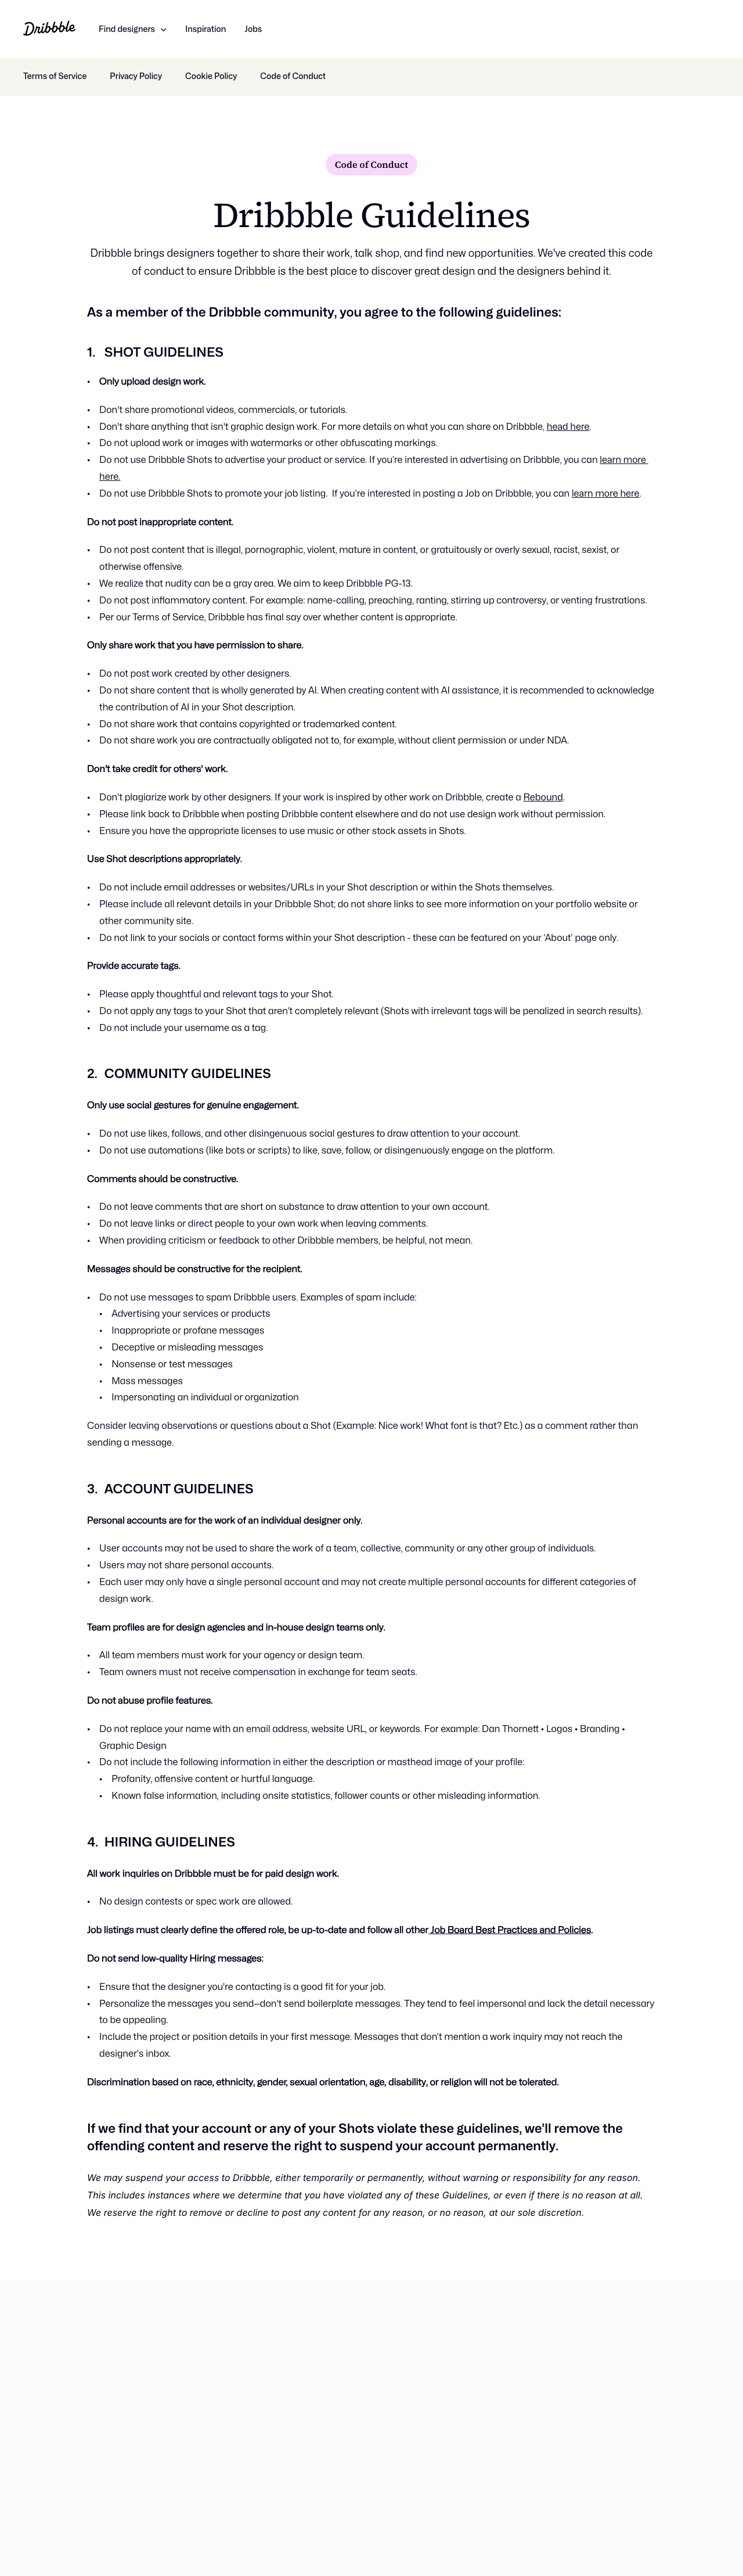 Dribbble
Find designers
Inspiration
Jobs
Terms of Service
Privacy Policy
Cookie Policy
Code of Conduct
Code of Conduct
Dribbble Guidelines
Dribbble brings designers together to share their work, talk shop, and find new opportunities. We've created this code
of conduct to ensure Dribbble is the best place to discover great design and the designers behind it.
As a member of the Dribbble community, you agree to the following guidelines:
1. SHOT GUIDELINES
• Only upload design work.
• Don't share promotional videos, commercials, or tutorials.
• Don't share anything that isn't graphic design work. For more details on what you can share on Dribbble, head here.
• Do not upload work or images with watermarks or other obfuscating markings.
• Do not use Dribbble Shots to advertise your product or service. If you're interested in advertising on Dribbble, you can learn more
here.
• Do not use Dribbble Shots to promote your job listing. If you're interested in posting a Job on Dribbble, you can learn more here.
Do not post inappropriate content.
• Do not post content that is illegal, pornographic, violent, mature in content, or gratuitously or overly sexual, racist, sexist, or
otherwise offensive.
• We realize that nudity can be a gray area. We aim to keep Dribbble PG-13.
• Do not post inflammatory content. For example: name-calling, preaching, ranting, stirring up controversy, or venting frustrations.
• Per our Terms of Service, Dribbble has final say over whether content is appropriate.
Only share work that you have permission to share.
• Do not post work created by other designers.
• Do not share content that is wholly generated by AI. When creating content with AI assistance, it is recommended to acknowledge
the contribution of AI in your Shot description.
• Do not share work that contains copyrighted or trademarked content.
• Do not share work you are contractually obligated not to, for example, without client permission or under NDA.
Don't take credit for others' work.
• Don't plagiarize work by other designers. If your work is inspired by other work on Dribbble, create a Rebound.
• Please link back to Dribbble when posting Dribbble content elsewhere and do not use design work without permission.
• Ensure you have the appropriate licenses to use music or other stock assets in Shots.
Use Shot descriptions appropriately.
• Do not include email addresses or websites/URLs in your Shot description or within the Shots themselves.
• Please include all relevant details in your Dribbble Shot; do not share links to see more information on your portfolio website or
other community site.
• Do not link to your socials or contact forms within your Shot description - these can be featured on your 'About' page only.
Provide accurate tags.
• Please apply thoughtful and relevant tags to your Shot.
• Do not apply any tags to your Shot that aren't completely relevant (Shots with irrelevant tags will be penalized in search results).
• Do not include your username as a tag.
2. COMMUNITY GUIDELINES
Only use social gestures for genuine engagement.
• Do not use likes, follows, and other disingenuous social gestures to draw attention to your account.
• Do not use automations (like bots or scripts) to like, save, follow, or disingenuously engage on the platform.
Comments should be constructive.
• Do not leave comments that are short on substance to draw attention to your own account.
• Do not leave links or direct people to your own work when leaving comments.
• When providing criticism or feedback to other Dribbble members, be helpful, not mean.
Messages should be constructive for the recipient.
• Do not use messages to spam Dribbble users. Examples of spam include:
• Advertising your services or products
• Inappropriate or profane messages
• Deceptive or misleading messages
• Nonsense or test messages
• Mass messages
• Impersonating an individual or organization
Consider leaving observations or questions about a Shot (Example: Nice work! What font is that? Etc.) as a comment rather than
sending a message.
3. ACCOUNT GUIDELINES
Personal accounts are for the work of an individual designer only.
• User accounts may not be used to share the work of a team, collective, community or any other group of individuals.
• Users may not share personal accounts.
• Each user may only have a single personal account and may not create multiple personal accounts for different categories of
design work.
Team profiles are for design agencies and in-house design teams only.
• All team members must work for your agency or design team.
• Team owners must not receive compensation in exchange for team seats.
Do not abuse profile features.
• Do not replace your name with an email address, website URL, or keywords. For example: Dan Thornett • Logos • Branding •
Graphic Design
• Do not include the following information in either the description or masthead image of your profile:
• Profanity, offensive content or hurtful language.
• Known false information, including onsite statistics, follower counts or other misleading information.
4. HIRING GUIDELINES
All work inquiries on Dribbble must be for paid design work.
• No design contests or spec work are allowed.
Job listings must clearly define the offered role, be up-to-date and follow all other Job Board Best Practices and Policies.
Do not send low-quality Hiring messages:
• Ensure that the designer you're contacting is a good fit for your job.
• Personalize the messages you send—don't send boilerplate messages. They tend to feel impersonal and lack the detail necessary
to be appealing.
• Include the project or position details in your first message. Messages that don't mention a work inquiry may not reach the
designer's inbox.
Discrimination based on race, ethnicity, gender, sexual orientation, age, disability, or religion will not be tolerated.
If we find that your account or any of your Shots violate these guidelines, we'll remove the
offending content and reserve the right to suspend your account permanently.
We may suspend your access to Dribbble, either temporarily or permanently, without warning or responsibility for any reason.
This includes instances where we determine that you have violated any of these Guidelines, or even if there is no reason at all.
We reserve the right to remove or decline to post any content for any reason, or no reason, at our sole discretion.